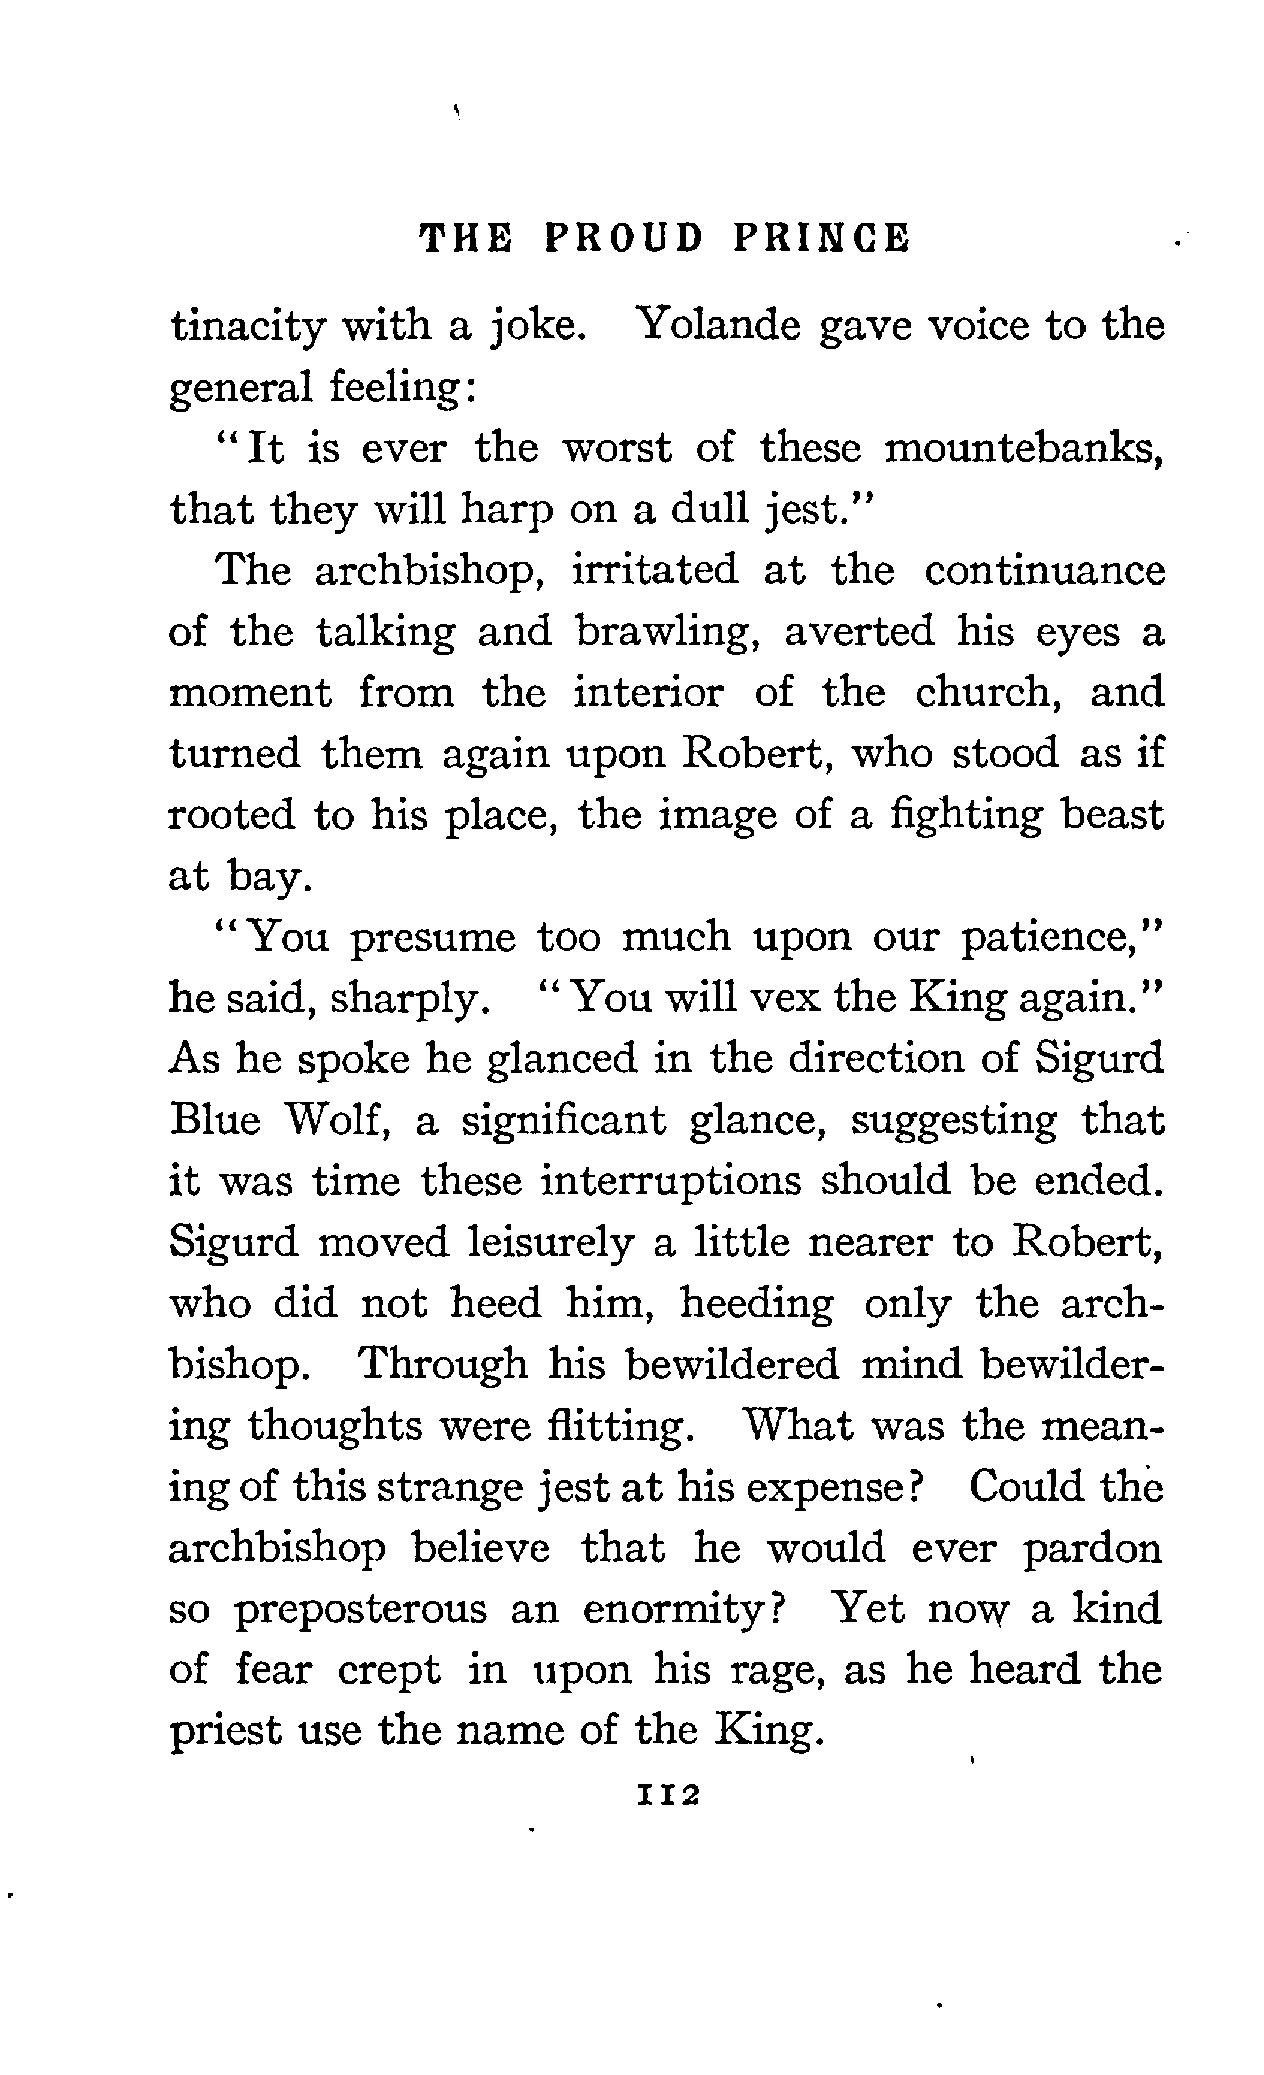 THE PROUD PRINCE
tinacity with a joke. Yolande gave voice to the
general feeling:
"It is ever the worst of these mountebanks,
that they will harp on a dull jest."
The archbishop, irritated at the continuance
of the talking and brawling, averted his eyes a
moment from the interior of the church, and
turned them again upon Robert, who stood as if
rooted to his place, the image of a fighting beast
at bay.
"You presume too much upon our patience,"
he said, sharply. "You will vex the King again."
As he spoke he glanced in the direction of Sigurd
Blue Wolf, a significant glance, suggesting that
it was time these interruptions should be ended.
Sigurd moved leisurely a little nearer to Robert,
who did not heed him, heeding only the arch-
bishop. Through his bewildered mind bewilder-
ing thoughts were flitting. What was the mean-
ing of this strange jest at his expense? Could the
archbishop believe that he would ever pardon
so preposterous an enormity? Yet now a kind
of fear crept in upon his rage, as he heard the
priest use the name of the King.
112